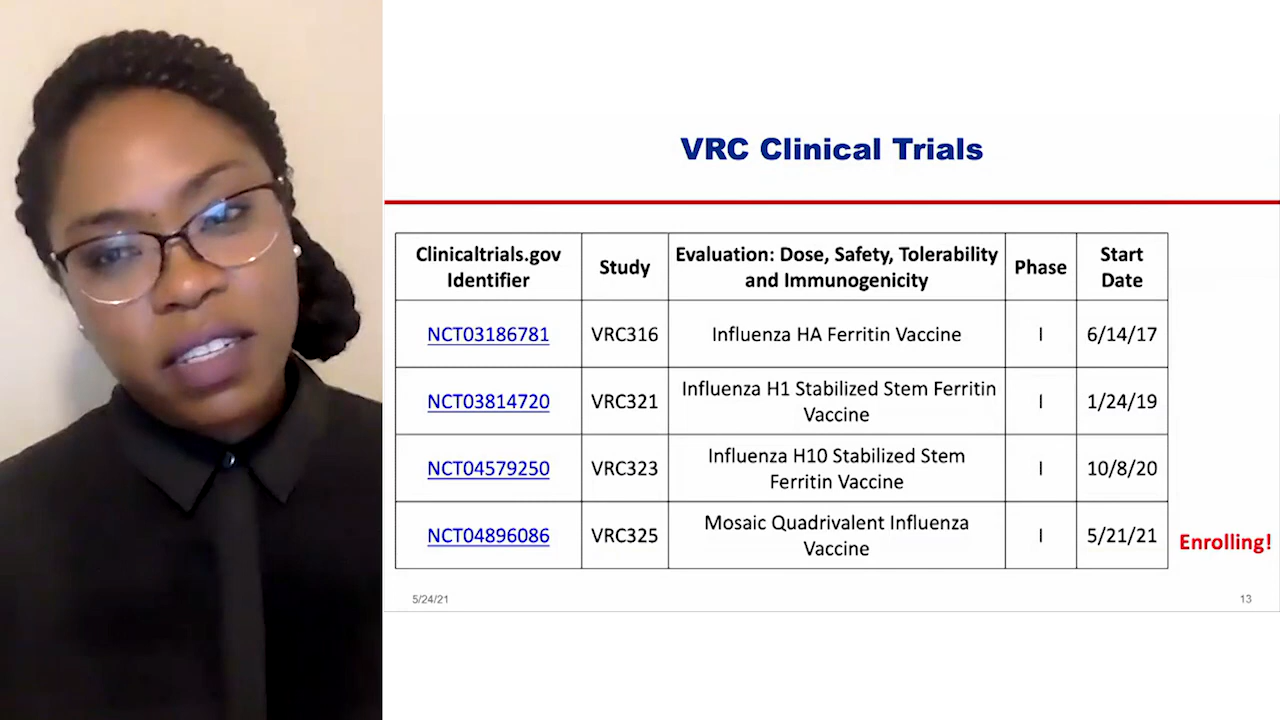 VRC Clinical Trials
Clinicaltrials.gov
Identifier
Study
Evaluation: Dose, Safety, Tolerability
and Immunogenicity
Phase
Start
Date
NCT03186781
VRC316
Influenza HA Ferritin Vaccine
I
6/14/17
NCT03814720
VRC321
Influenza H1 Stabilized Stem Ferritin
Vaccine
I
1/24/19
NCT04579250
VRC323
Influenza H10 Stabilized Stem
Ferritin Vaccine
I
10/8/20
NCT04896086
VRC325
Mosaic Quadrivalent Influenza
Vaccine
I
5/21/21
Enrolling!
5/24/21
13